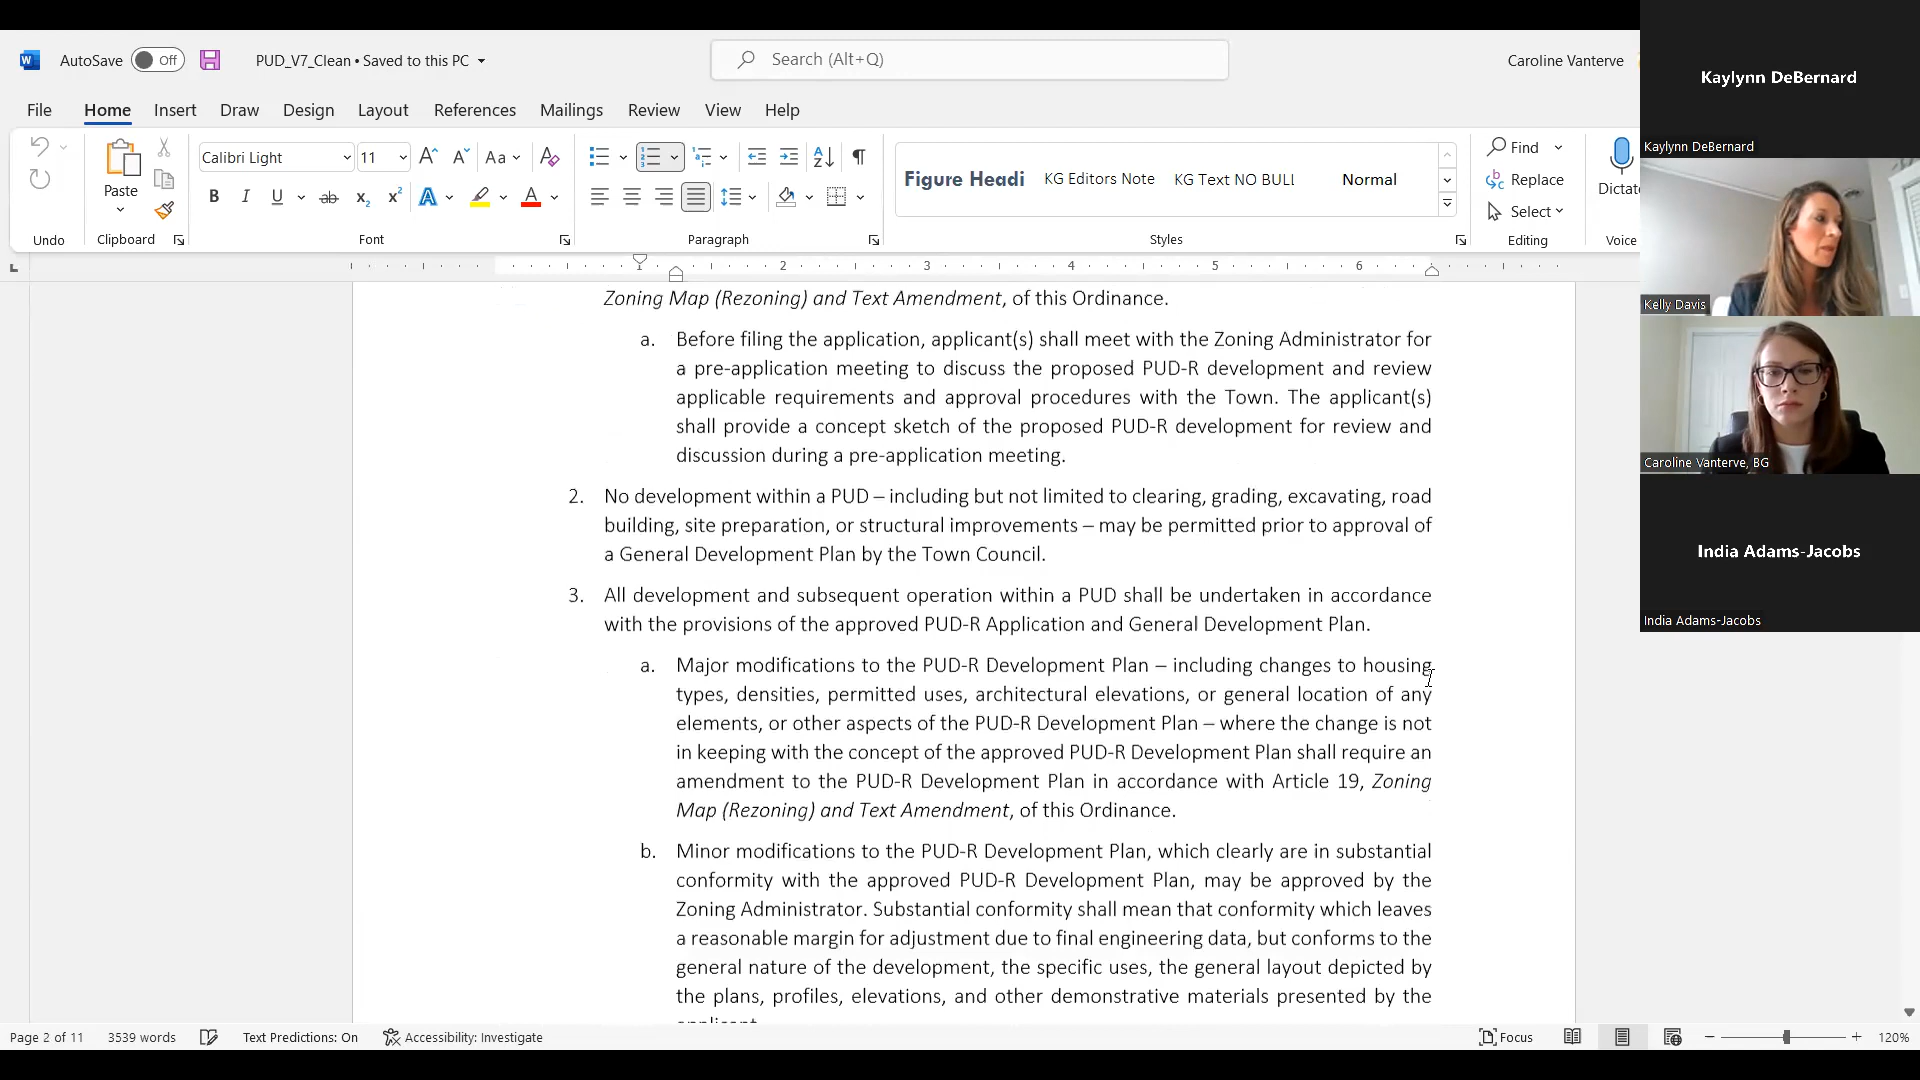 AutoSave Off PUD_V7_Clean • Saved to this PC Search (Alt+Q) Caroline Vanterve
File Home Insert Draw Design Layout References Mailings Review View Help
Calibri Light 11 Aa
Figure Headi KG Editors Note KG Text NO BULL Normal
Find
Replace
Select
Paste
Dictate
B I U ab x₂ x² A A
Undo Clipboard Font Paragraph Styles Editing Voice
1 2 3 4 5 6
Zoning Map (Rezoning) and Text Amendment, of this Ordinance.
a. Before filing the application, applicant(s) shall meet with the Zoning Administrator for
a pre-application meeting to discuss the proposed PUD-R development and review
applicable requirements and approval procedures with the Town. The applicant(s)
shall provide a concept sketch of the proposed PUD-R development for review and
discussion during a pre-application meeting.
2. No development within a PUD – including but not limited to clearing, grading, excavating, road
building, site preparation, or structural improvements – may be permitted prior to approval of
a General Development Plan by the Town Council.
3. All development and subsequent operation within a PUD shall be undertaken in accordance
with the provisions of the approved PUD-R Application and General Development Plan.
a. Major modifications to the PUD-R Development Plan – including changes to housing
types, densities, permitted uses, architectural elevations, or general location of any
elements, or other aspects of the PUD-R Development Plan – where the change is not
in keeping with the concept of the approved PUD-R Development Plan shall require an
amendment to the PUD-R Development Plan in accordance with Article 19, Zoning
Map (Rezoning) and Text Amendment, of this Ordinance.
b. Minor modifications to the PUD-R Development Plan, which clearly are in substantial
conformity with the approved PUD-R Development Plan, may be approved by the
Zoning Administrator. Substantial conformity shall mean that conformity which leaves
a reasonable margin for adjustment due to final engineering data, but conforms to the
general nature of the development, the specific uses, the general layout depicted by
the plans, profiles, elevations, and other demonstrative materials presented by the
Page 2 of 11 3539 words Text Predictions: On Accessibility: Investigate Focus 120%
Kaylynn DeBernard
Kaylynn DeBernard
Kelly Davis
Caroline Vanterve, BG
India Adams-Jacobs
India Adams-Jacobs